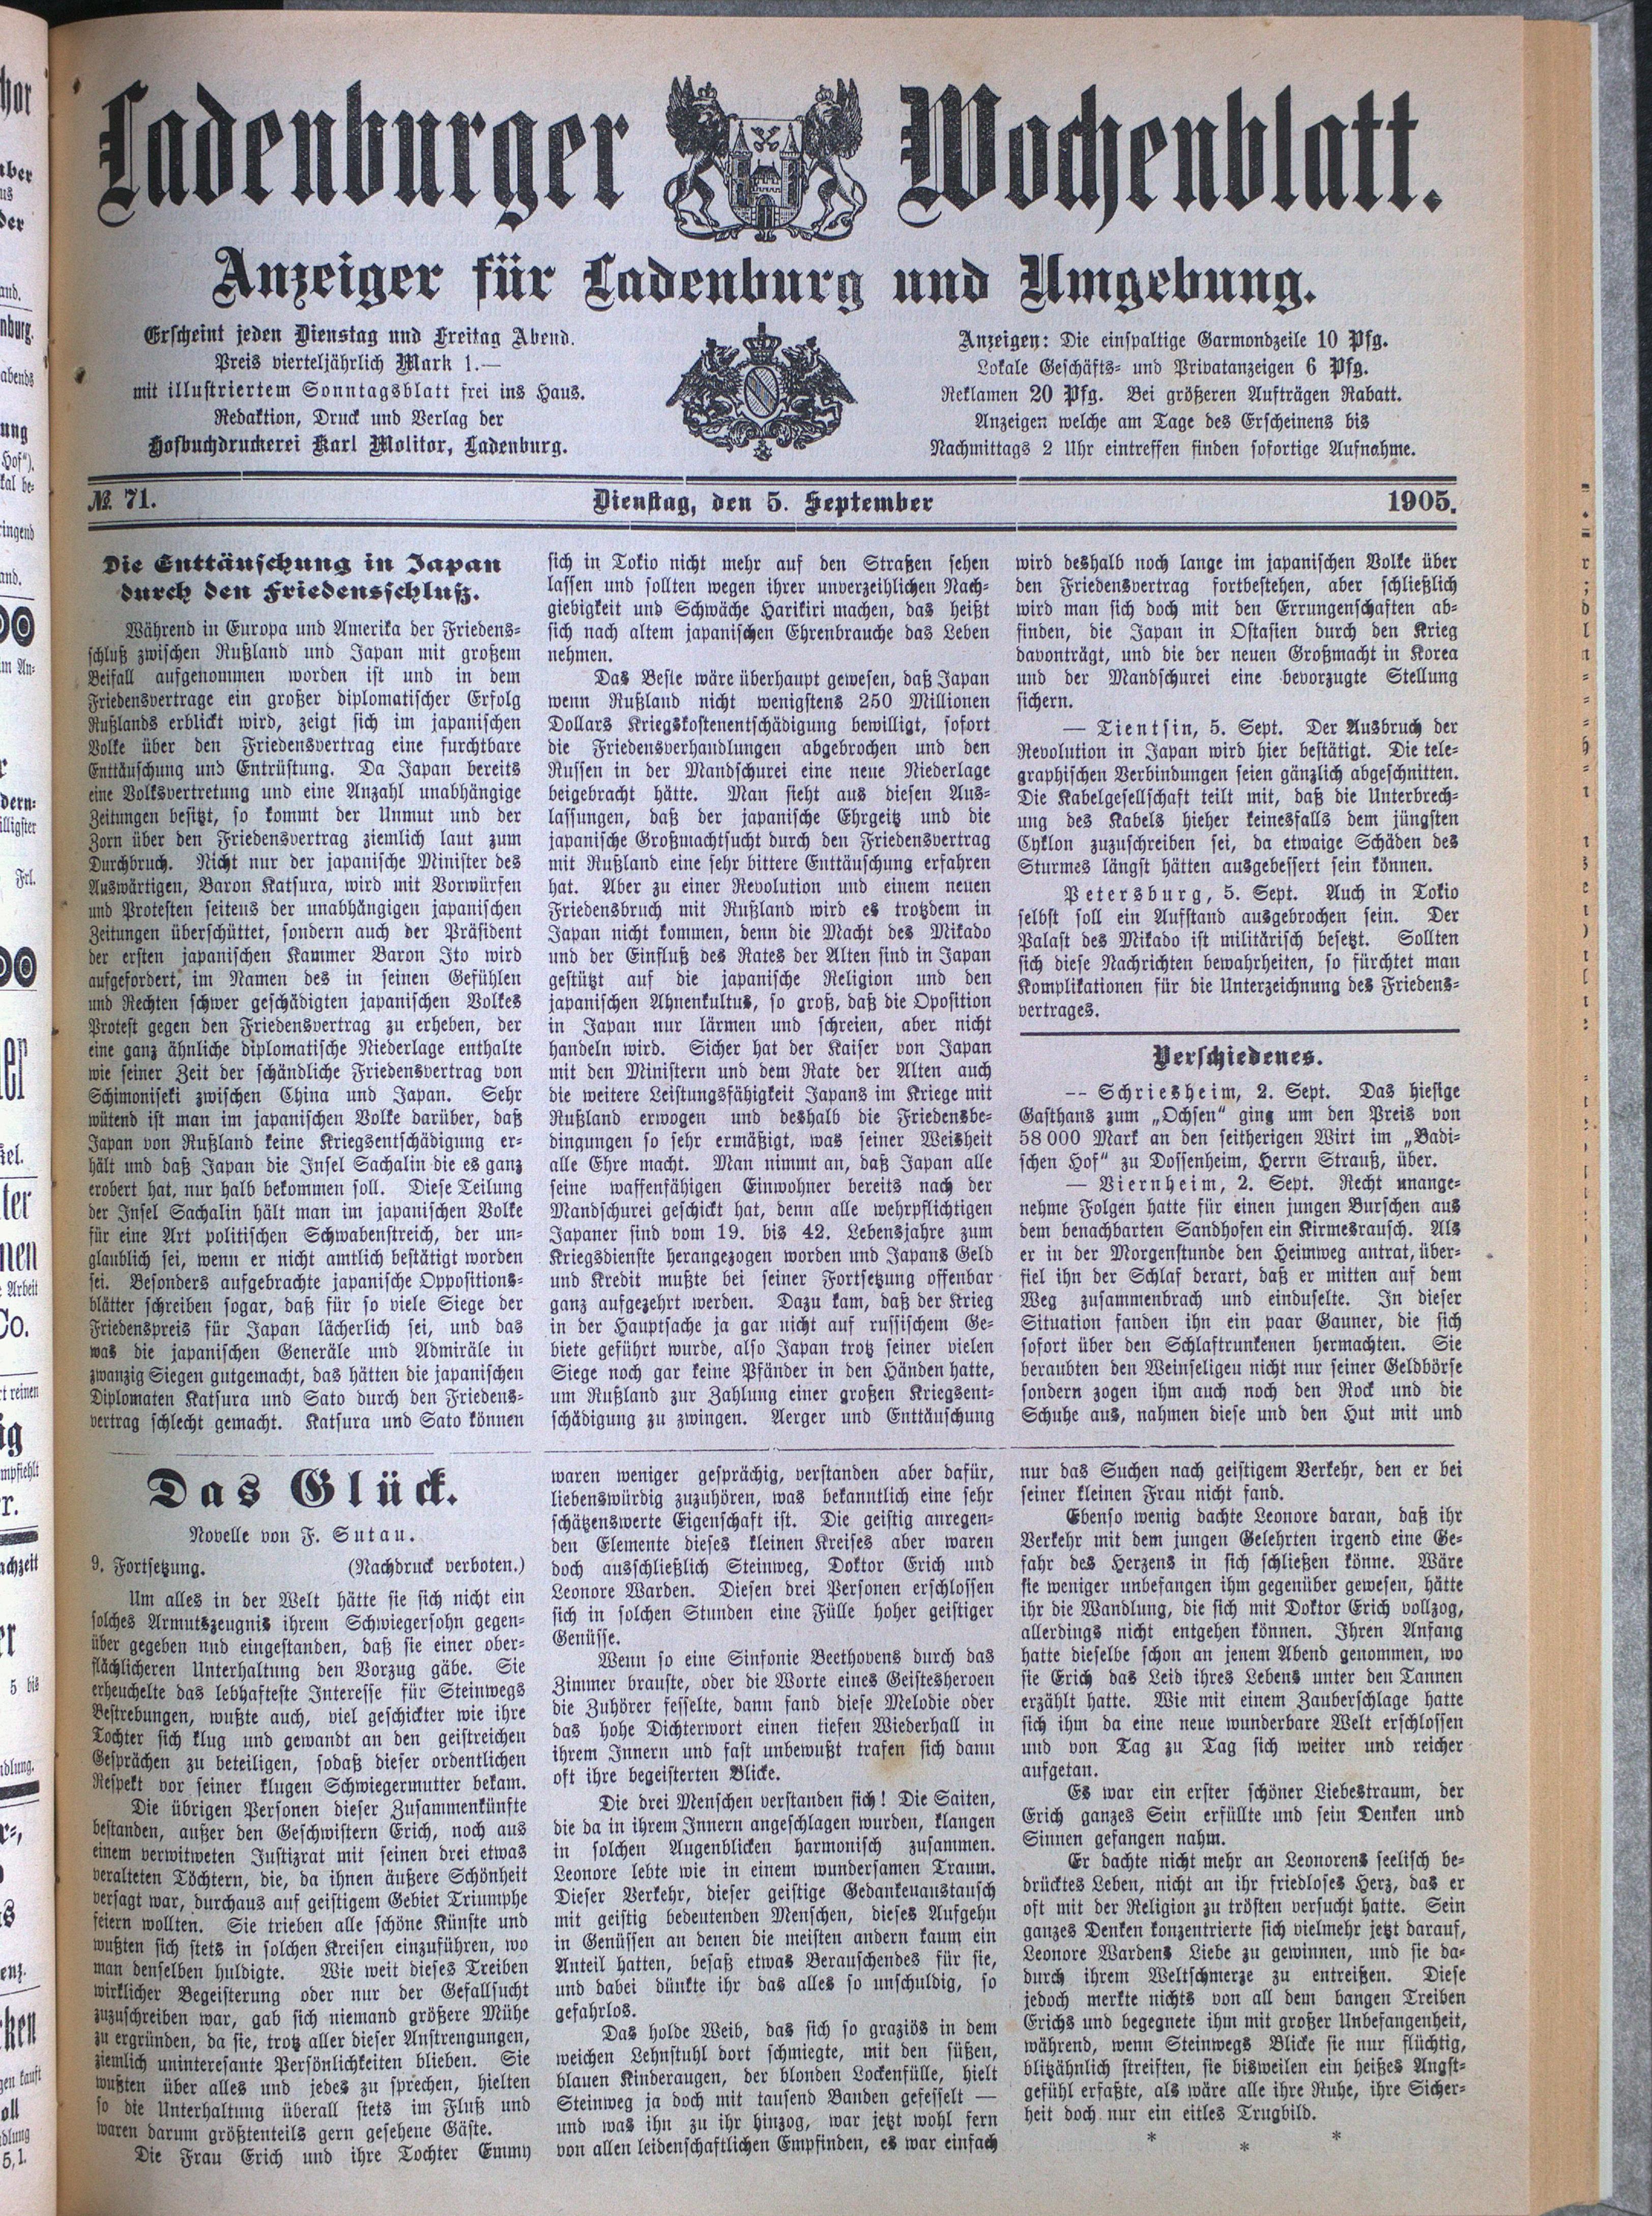 Ladenburger Wochenblatt.
Anzeiger für Ladenburg und Umgebung.
Erscheint jeden Dienstag und Freitag Abend.
Preis vierteljährlich Mark 1.—
mit illustriertem Sonntagsblatt frei ins Haus.
Redaktion, Druck und Verlag der
Hofbuchdruckerei Karl Molitor, Ladenburg.
Anzeigen: Die einspaltige Garmondzeile 10 Pfg.
Lokale Geschäfts- und Privatanzeigen 6 Pfg.
Reklamen 20 Pfg. Bei größeren Aufträgen Rabatt.
Anzeigen welche am Tage des Erscheinens bis
Nachmittags 2 Uhr eintreffen finden sofortige Aufnahme.
№ 71. Dienstag, den 5. September 1905.
Die Enttäuschung in Japan
durch den Friedensschluß.
Während in Europa und Amerika der Friedens-
schluß zwischen Rußland und Japan mit großem
Beifall aufgenommen worden ist und in dem
Friedensvertrage ein großer diplomatischer Erfolg
Rußlands erblickt wird, zeigt sich im japanischen
Volke über den Friedensvertrag eine furchtbare
Enttäuschung und Entrüstung. Da Japan bereits
eine Volksvertretung und eine Anzahl unabhängige
Zeitungen besitzt, so kommt der Unmut und der
Zorn über den Friedensvertrag ziemlich laut zum
Durchbruch. Nicht nur der japanische Minister des
Auswärtigen, Baron Katsura, wird mit Vorwürfen
und Protesten seitens der unabhängigen japanischen
Zeitungen überschüttet, sondern auch der Präsident
der ersten japanischen Kammer Baron Ito wird
aufgefordert, im Namen des in seinen Gefühlen
und Rechten schwer geschädigten japanischen Volkes
Protest gegen den Friedensvertrag zu erheben, der
eine ganz ähnliche diplomatische Niederlage enthalte
wie seiner Zeit der schändliche Friedensvertrag von
Schimoniseki zwischen China und Japan. Sehr
wütend ist man im japanischen Volke darüber, daß
Japan von Rußland keine Kriegsentschädigung er-
hält und daß Japan die Insel Sachalin die es ganz
erobert hat, nur halb bekommen soll. Diese Teilung
der Insel Sachalin hält man im japanischen Volke
für eine Art politischen Schwabenstreich, der un-
glaublich sei, wenn er nicht amtlich bestätigt worden
sei. Besonders aufgebrachte japanische Oppositions-
blätter schreiben sogar, daß für so viele Siege der
Friedenspreis für Japan lächerlich sei, und das
was die japanischen Generäle und Admiräle in
zwanzig Siegen gutgemacht, das hätten die japanischen
Diplomaten Katsura und Sato durch den Friedens-
vertrag schlecht gemacht. Katsura und Sato können
sich in Tokio nicht mehr auf den Straßen sehen
lassen und sollten wegen ihrer unverzeihlichen Nach-
giebigkeit und Schwäche Harikiri machen, das heißt
sich nach altem japanischen Ehrenbrauche das Leben
nehmen.
Das Beste wäre überhaupt gewesen, daß Japan
wenn Rußland nicht wenigstens 250 Millionen
Dollars Kriegskostenentschädigung bewilligt, sofort
die Friedensverhandlungen abgebrochen und den
Russen in der Mandschurei eine neue Niederlage
beigebracht hätte. Man sieht aus diesen Aus-
lassungen, daß der japanische Ehrgeitz und die
japanische Großmachtsucht durch den Friedensvertrag
mit Rußland eine sehr bittere Enttäuschung erfahren
hat. Aber zu einer Revolution und einem neuen
Friedensbruch mit Rußland wird es trotzdem in
Japan nicht kommen, denn die Macht des Mikado
und der Einfluß des Rates der Alten sind in Japan
gestützt auf die japanische Religion und den
japanischen Ahnenkultus, so groß, daß die Oposition
in Japan nur lärmen und schreien, aber nicht
handeln wird. Sicher hat der Kaiser von Japan
mit den Ministern und dem Rate der Alten auch
die weitere Leistungsfähigkeit Japans im Kriege mit
Rußland erwogen und deshalb die Friedensbe-
dingungen so sehr ermäßigt, was seiner Weisheit
alle Ehre macht. Man nimmt an, daß Japan alle
seine waffenfähigen Einwohner bereits nach der
Mandschurei geschickt hat, denn alle wehrpflichtigen
Japaner sind vom 19. bis 42. Lebensjahre zum
Kriegsdienste herangezogen worden und Japans Geld
und Kredit mußte bei seiner Fortsetzung offenbar
ganz aufgezehrt werden. Dazu kam, daß der Krieg
in der Hauptsache ja gar nicht auf russischem Ge-
biete geführt wurde, also Japan trotz seiner vielen
Siege noch gar keine Pfänder in den Händen hatte,
um Rußland zur Zahlung einer großen Kriegsent-
schädigung zu zwingen. Aerger und Enttäuschung
wird deshalb noch lange im japanischen Volke über
den Friedensvertrag fortbestehen, aber schließlich
wird man sich doch mit den Errungenschaften ab-
finden, die Japan in Ostasien durch den Krieg
davonträgt, und die der neuen Großmacht in Korea
und der Mandschurei eine bevorzugte Stellung
sichern.
— Tientsin, 5. Sept. Der Ausbruch der
Revolution in Japan wird hier bestätigt. Die tele-
graphischen Verbindungen seien gänzlich abgeschnitten.
Die Kabelgesellschaft teilt mit, daß die Unterbrech-
ung des Kabels hieher keinesfalls dem jüngsten
Cyklon zuzuschreiben sei, da etwaige Schäden des
Sturmes längst hätten ausgebessert sein können.
Petersburg, 5. Sept. Auch in Tokio
selbst soll ein Aufstand ausgebrochen sein. Der
Palast des Mikado ist militärisch besetzt. Sollten
sich diese Nachrichten bewahrheiten, so fürchtet man
Komplikationen für die Unterzeichnung des Friedens-
vertrages.
Verschiedenes.
-- Schriesheim, 2. Sept. Das hiesige
Gasthaus zum „Ochsen“ ging um den Preis von
58 000 Mark an den seitherigen Wirt im „Badi-
schen Hof“ zu Dossenheim, Herrn Strauß, über.
— Viernheim, 2. Sept. Recht unange-
nehme Folgen hatte für einen jungen Burschen aus
dem benachbarten Sandhofen ein Kirmesrausch. Als
er in der Morgenstunde den Heimweg antrat, über-
fiel ihn der Schlaf derart, daß er mitten auf dem
Weg zusammenbrach und einduselte. In dieser
Situation fanden ihn ein paar Gauner, die sich
sofort über den Schlaftrunkenen hermachten. Sie
beraubten den Weinseligen nicht nur seiner Geldbörse
sondern zogen ihm auch noch den Rock und die
Schuhe aus, nahmen diese und den Hut mit und
Das Glück.
Novelle von F. Sutau.
9. Fortsetzung. (Nachdruck verboten.)
Um alles in der Welt hätte sie sich nicht ein
solches Armutszeugnis ihrem Schwiegersohn gegen-
über gegeben nnd eingestanden, daß sie einer ober-
flächlicheren Unterhaltung den Vorzug gäbe. Sie
erheuchelte das lebhafteste Interesse für Steinwegs
Bestrebungen, wußte auch, viel geschickter wie ihre
Tochter sich klug und gewandt an den geistreichen
Gesprächen zu beteiligen, sodaß dieser ordentlichen
Respekt vor seiner klugen Schwiegermutter bekam.
Die übrigen Personen dieser Zusammenkünfte
bestanden, außer den Geschwistern Erich, noch aus
einem verwitweten Justizrat mit seinen drei etwas
veralteten Töchtern, die, da ihnen äußere Schönheit
versagt war, durchaus auf geistigem Gebiet Triumphe
feiern wollten. Sie trieben alle schöne Künste und
wußten sich stets in solchen Kreisen einzuführen, wo
man denselben huldigte. Wie weit dieses Treiben
wirklicher Begeisterung oder nur der Gefallsucht
zuzuschreiben war, gab sich niemand größere Mühe
zu ergründen, da sie, trotz aller dieser Anstrengungen,
ziemlich uninteresante Persönlichkeiten blieben. Sie
wußten über alles und jedes zu sprechen, hielten
so die Unterhaltung überall stets im Fluß und
waren darum größtenteils gern gesehene Gäste.
Die Frau Erich und ihre Tochter Emmy
waren weniger gesprächig, verstanden aber dafür,
liebenswürdig zuzuhören, was bekanntlich eine sehr
schätzenswerte Eigenschaft ist. Die geistig anregen-
den Elemente dieses kleinen Kreises aber waren
doch ausschließlich Steinweg, Doktor Erich und
Leonore Warden. Diesen drei Personen erschlossen
sich in solchen Stunden eine Fülle hoher geistiger
Genüsse.
Wenn so eine Sinfonie Beethovens durch das
Zimmer brauste, oder die Worte eines Geistesheroen
die Zuhörer fesselte, dann fand diese Melodie oder
das hohe Dichterwort einen tiefen Wiederhall in
ihrem Innern und fast unbewußt trafen sich dann
oft ihre begeisterten Blicke.
Die drei Menschen verstanden sich! Die Saiten,
die da in ihrem Innern angeschlagen wurden, klangen
in solchen Augenblicken harmonisch zusammen.
Leonore lebte wie in einem wundersamen Traum.
Dieser Verkehr, dieser geistige Gedankenaustausch
mit geistig bedeutenden Menschen, dieses Aufgehn
in Genüssen an denen die meisten andern kaum ein
Anteil hatten, besaß etwas Berauschendes für sie,
und dabei dünkte ihr das alles so unschuldig, so
gefahrlos.
Das holde Weib, das sich so graziös in dem
weichen Lehnstuhl dort schmiegte, mit den süßen,
blauen Kinderaugen, der blonden Lockenfülle, hielt
Steinweg ja doch mit tausend Banden gefesselt —
und was ihn zu ihr hinzog, war jetzt wohl fern
von allen leidenschaftlichen Empfinden, es war einfach
nur das Suchen nach geistigem Verkehr, den er bei
seiner kleinen Frau nicht fand.
Ebenso wenig dachte Leonore daran, daß ihr
Verkehr mit dem jungen Gelehrten irgend eine Ge-
fahr des Herzens in sich schließen könne. Wäre
sie weniger unbefangen ihm gegenüber gewesen, hätte
ihr die Wandlung, die sich mit Doktor Erich vollzog,
allerdings nicht entgehen können. Ihren Anfang
hatte dieselbe schon an jenem Abend genommen, wo
sie Erich das Leid ihres Lebens unter den Tannen
erzählt hatte. Wie mit einem Zauberschlage hatte
sich ihm da eine neue wunderbare Welt erschlossen
und von Tag zu Tag sich weiter und reicher
aufgetan.
Es war ein erster schöner Liebestraum, der
Erich ganzes Sein erfüllte und sein Denken und
Sinnen gefangen nahm.
Er dachte nicht mehr an Leonorens seelisch be-
drücktes Leben, nicht an ihr friedloses Herz, das er
oft mit der Religion zu trösten versucht hatte. Sein
ganzes Denken konzentrierte sich vielmehr jetzt darauf,
Leonore Wardens Liebe zu gewinnen, und sie da-
durch ihrem Weltschmerze zu entreißen. Diese
jedoch merkte nichts von all dem bangen Treiben
Erichs und begegnete ihm mit großer Unbefangenheit,
während, wenn Steinwegs Blicke sie nur flüchtig,
blitzähnlich streiften, sie bisweilen ein heißes Angst-
gefühl erfaßte, als wäre alle ihre Ruhe, ihre Sicher-
heit doch nur ein eitles Trugbild.
* * *